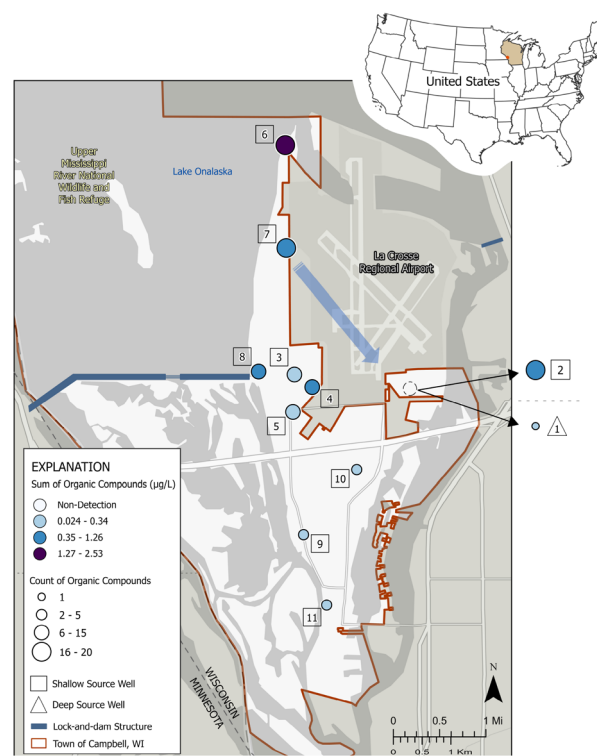 United States
6
Upper
Mississippi
River National
Wildlife and
Fish Refuge
Lake Onalaska
7
La Crosse
Regional Airport
8
3
2
4
5
1
EXPLANATION
Sum of Organic Compounds (µg/L)
Non-Detection
0.024 - 0.34
0.35 - 1.26
1.27 - 2.53
Count of Organic Compounds
1
2 - 5
6 - 15
16 - 20
Shallow Source Well
Deep Source Well
Lock-and-dam Structure
Town of Campbell, WI
10
9
11
WISCONSIN
MINNESOTA
N
0 0.5 1 Mi
0 0.5 1 Km